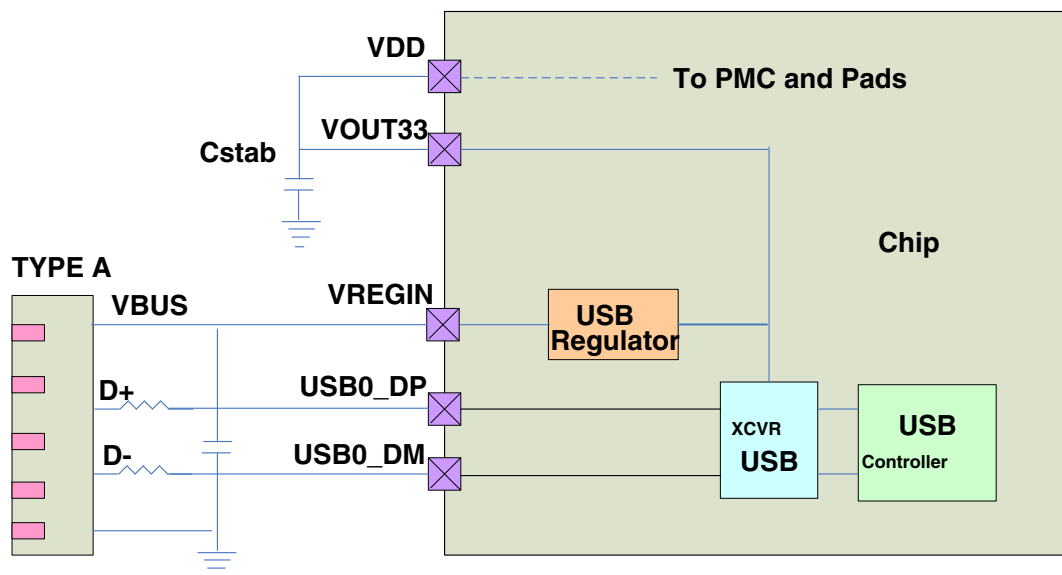 VDD
To PMC and Pads
VOUT33
Cstab
Chip
TYPE A
VBUS
VREGIN
USB
Regulator
D+
USB0_DP
XCVR
USB
USB
Controller
D-
USB0_DM